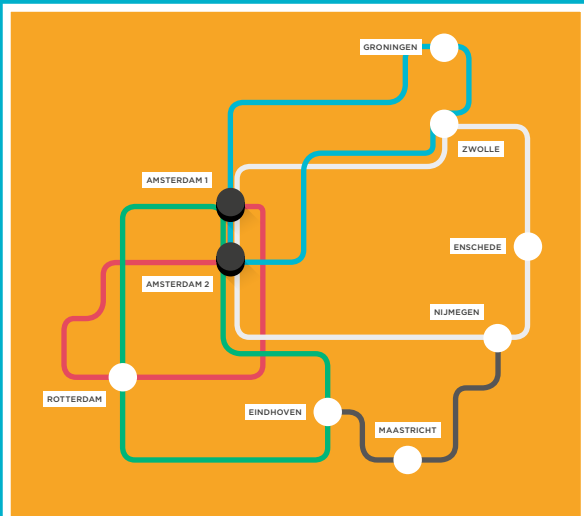 GRONINGEN
ZWOLLE
AMSTERDAM 1
ENSCHEDE
AMSTERDAM 2
NIJMEGEN
ROTTERDAM
EINDHOVEN
MAASTRICHT